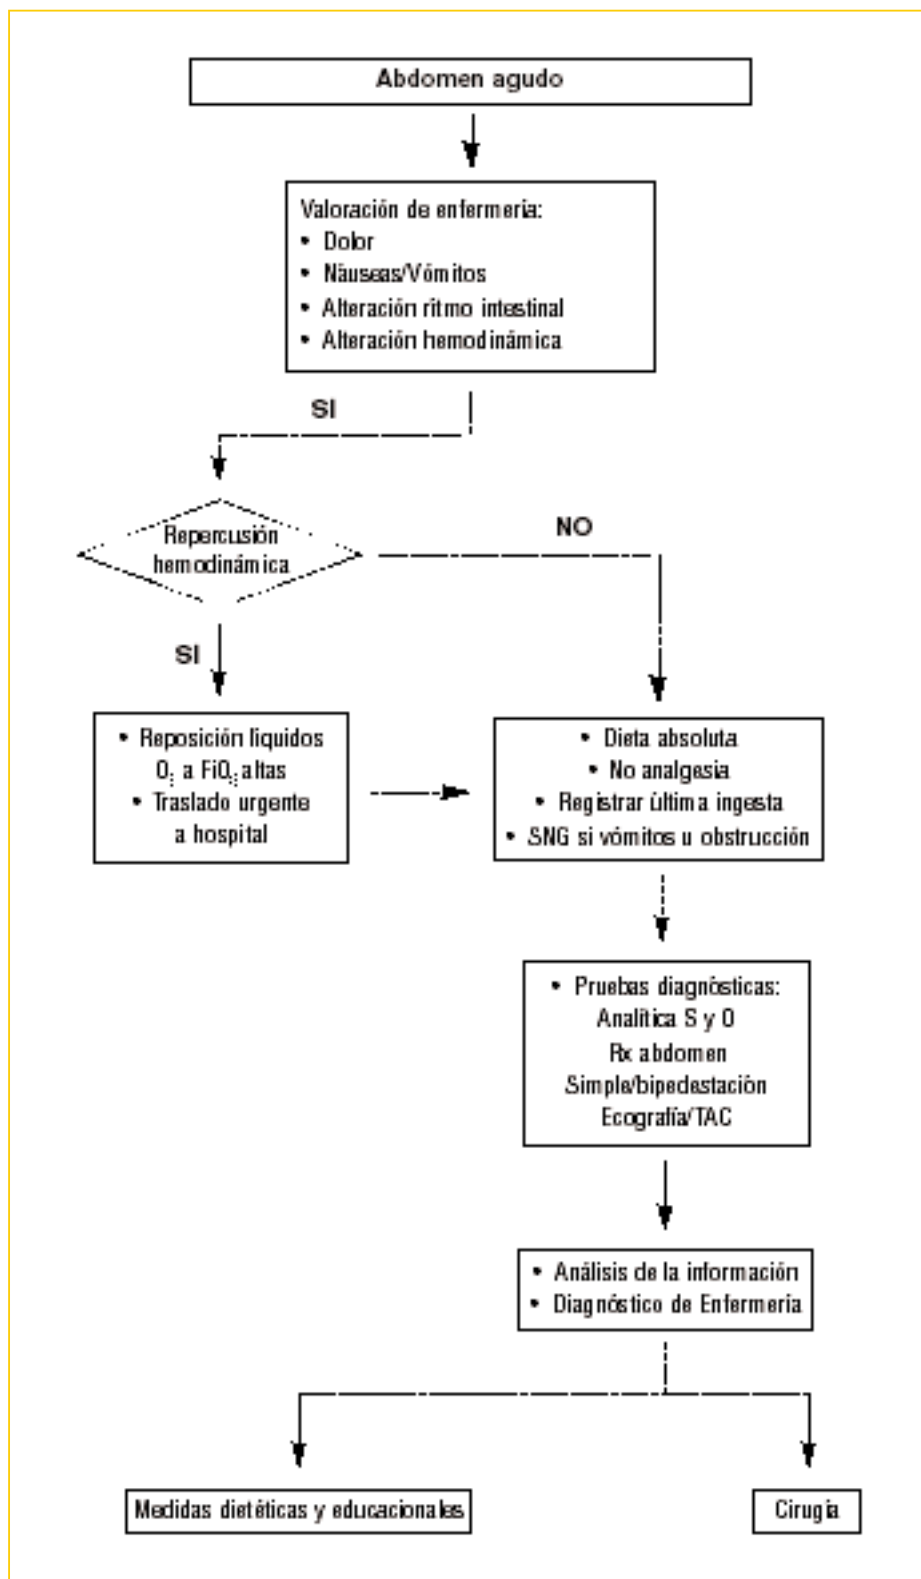 Abdomen agudo
Valoración de enfermería:
• Dolor
• Náuseas/Vómitos
• Alteración ritmo intestinal
• Alteración hemodinámica
SI
Repercusión
hemodinámica
NO
SI
• Reposición líquidos
O₂ a FiO₂ altas
• Traslado urgente
a hospital
• Dieta absoluta
• No analgesia
• Registrar última ingesta
• SNG si vómitos u obstrucción
• Pruebas diagnósticas:
Analítica S y O
Rx abdomen
Simple/bipedestación
Ecografía/TAC
• Análisis de la información
• Diagnóstico de Enfermería
Medidas dietéticas y educacionales
Cirugía